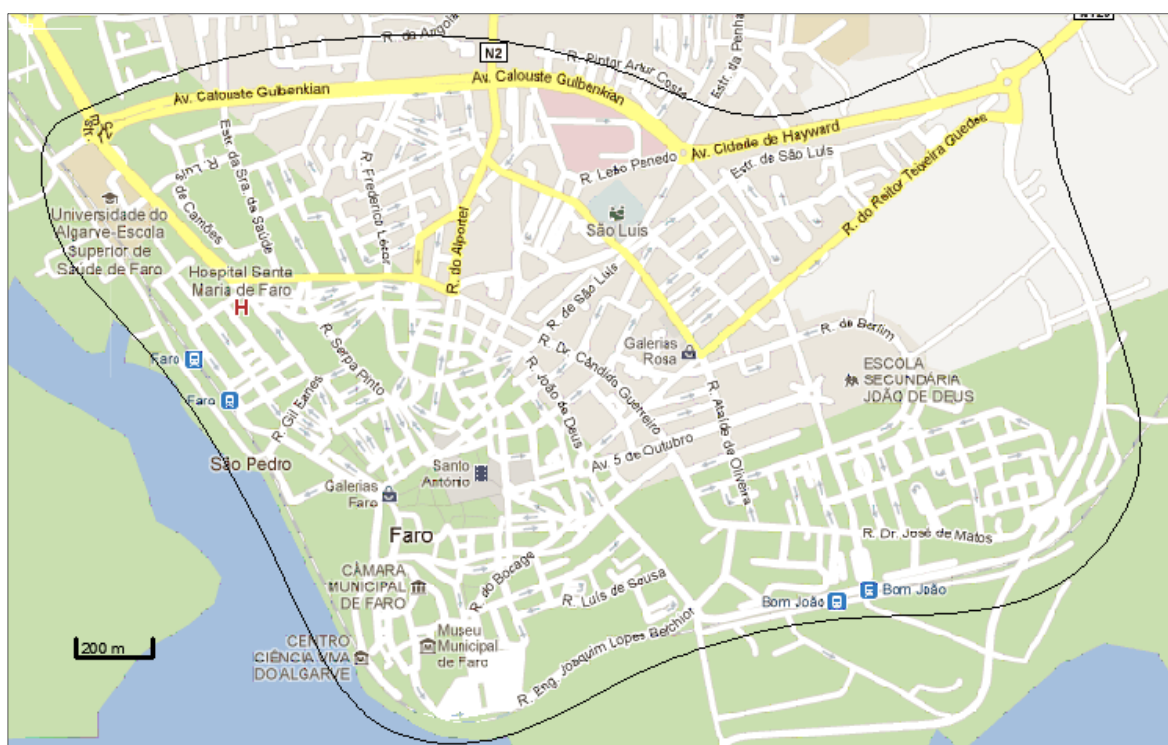 N125
R. da Angola
N2
R. Pintor Artur Costa
Estr. da Penha
Av. Calouste Gulbenkian
Av. Calouste Gulbenkian
Av. Cidade de Hayward
R. do Reitor Teixeira Guedes
R. Leão Penedo
Estr. de São Luís
R. Luís
de Camões
Estr. da Sra. da Saúde
R. Frederico Lecor
R. do Alportel
Universidade do
Algarve-Escola
Superior de
Saúde de Faro
São Luis
Hospital Santa
Maria de Faro
H
R. de São Luís
R. de Berlim
Galerias
Rosa
Faro
Faro
R. Serpa Pinto
R. Gil Eanes
R. João de Deus
R. Dr. Cândido Guerreiro
R. Ataíde de Oliveira
ESCOLA
SECUNDÁRIA
JOÃO DE DEUS
Av. 5 de Outubro
São Pedro
Santo
António
Galerias
Faro
Faro
R. Dr. José de Matos
CÂMARA
MUNICIPAL
DE FARO
R. do Bocage
R. Luís de Sousa
Bom João
Bom João
200 m
CENTRO
CIÊNCIA VIVA
DO ALGARVE
Museu
Municipal
de Faro
R. Eng. Joaquim Lopes Belchior